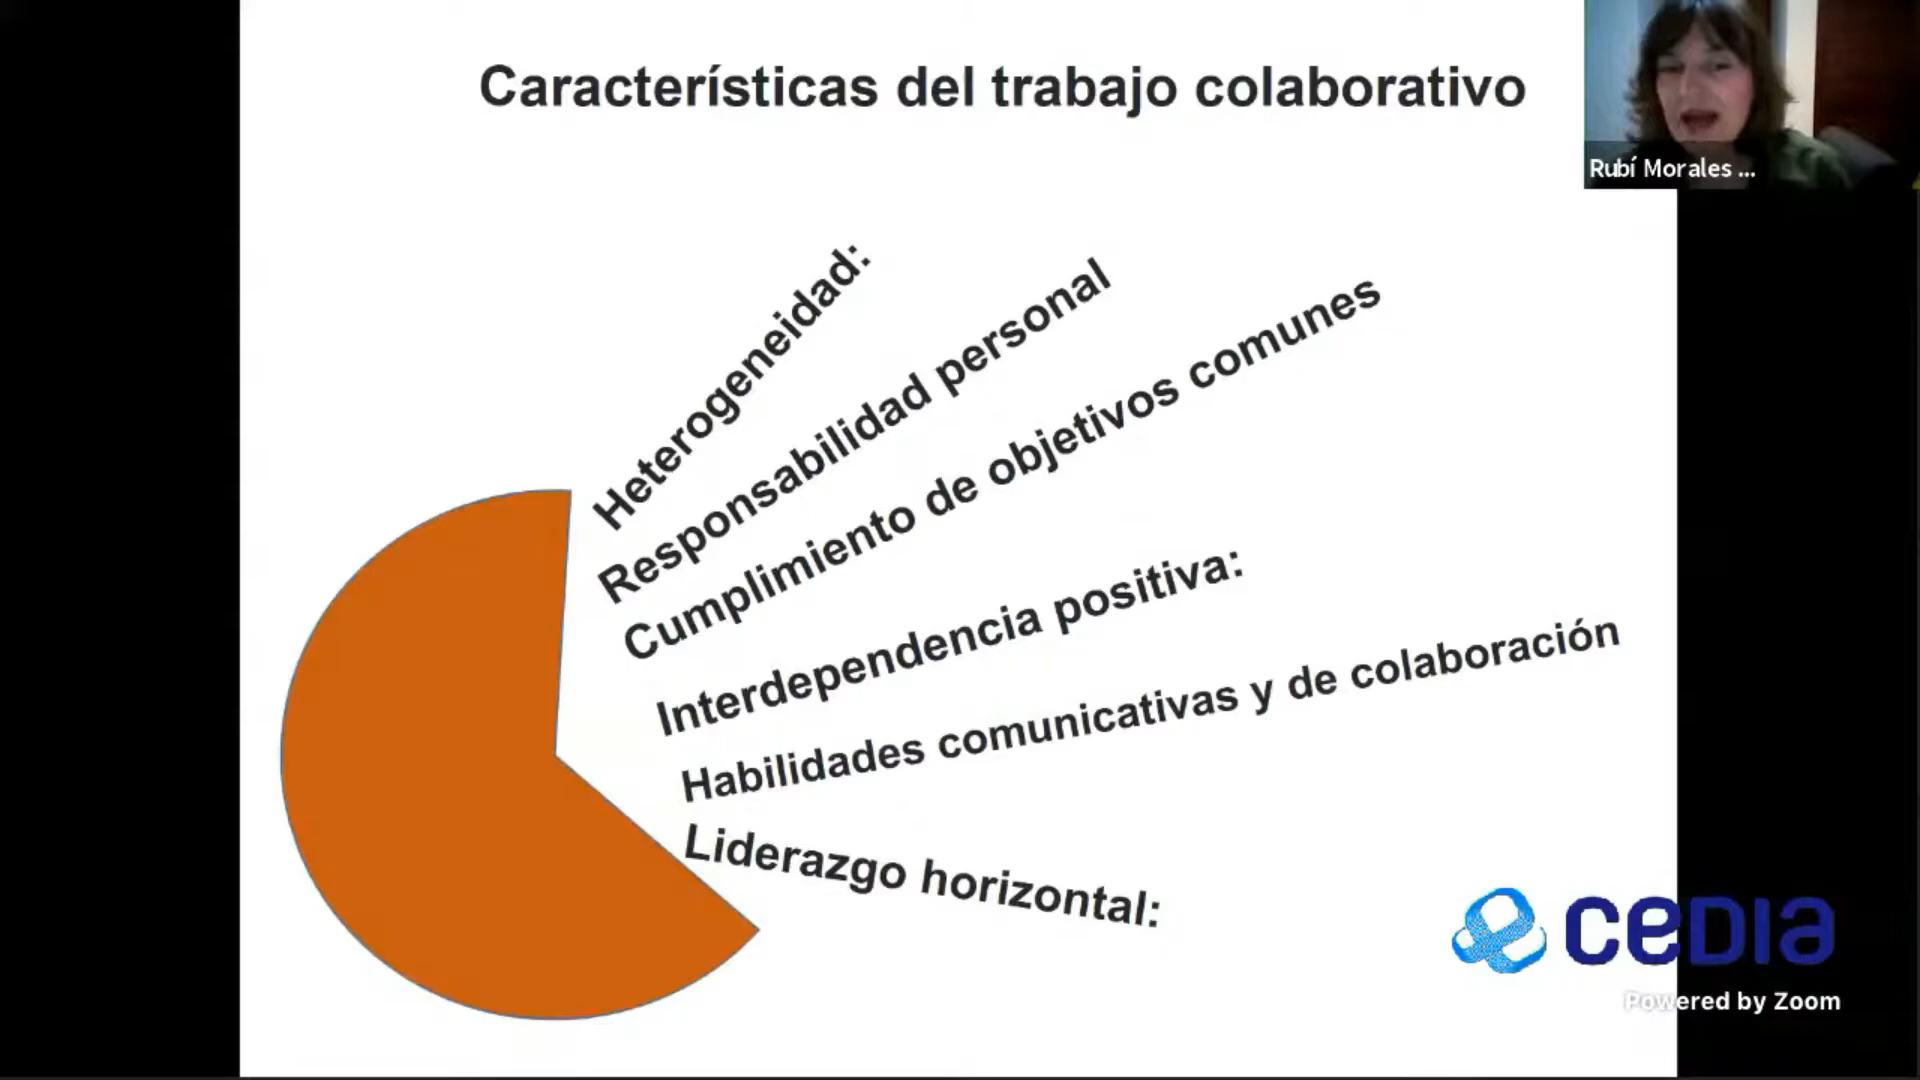 Características del trabajo colaborativo
Rubí Morales ...
Heterogeneidad:
Responsabilidad personal
Cumplimiento de objetivos comunes
Interdependencia positiva:
Habilidades comunicativas y de colaboración
Liderazgo horizontal:
ceDIa
Powered by Zoom